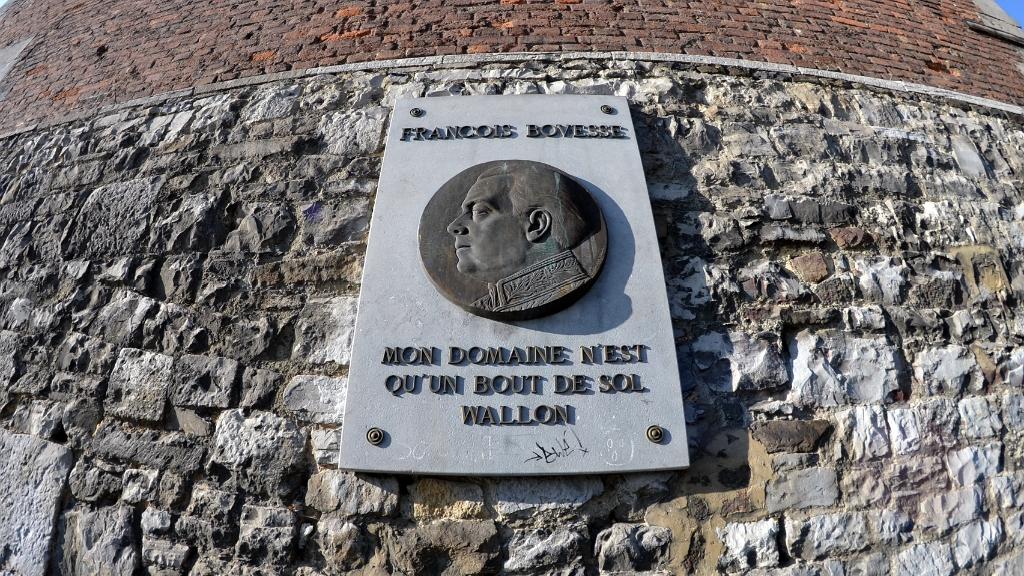 FRANCOIS BOVESSE
MON DOMAINE N'EST
QU'UN BOUT DE SOL
WALLON